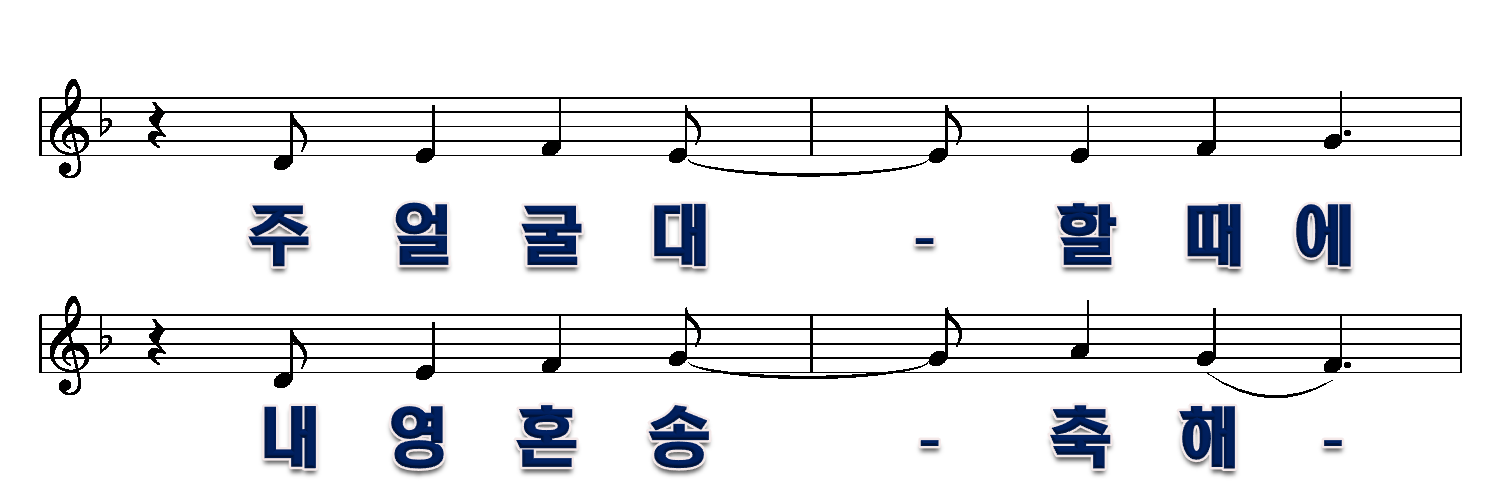 주 얼 굴 대 - 할 때 에
내 영 혼 송 - 축 해 -